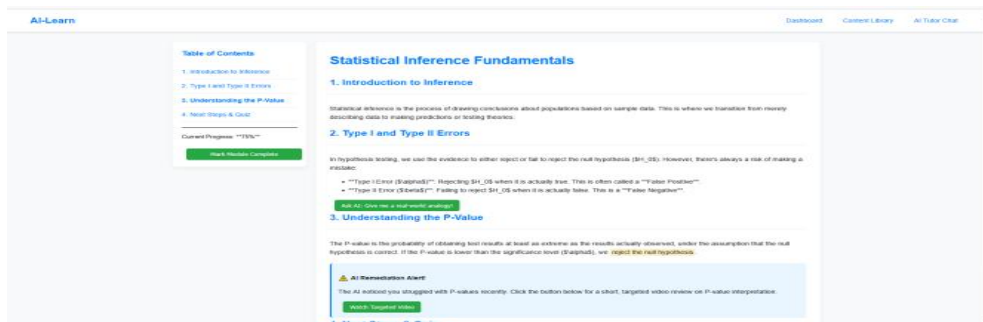 AI-Learn
Dashboard Content Library AI Tutor Chat
Table of Contents
1. Introduction to Inference
2. Type I and Type II Errors
3. Understanding the P-Value
4. Next Steps & Quiz
Current Progress: **75%**
Mark Module Complete
Statistical Inference Fundamentals
1. Introduction to Inference
Statistical inference is the process of drawing conclusions about populations based on sample data. This is where we transition from merely
describing data to making predictions or testing theories.
2. Type I and Type II Errors
In hypothesis testing, we use the evidence to either reject or fail to reject the null hypothesis ($H_0$). However, there's always a risk of making a
mistake:
• **Type I Error ($\alpha$)**: Rejecting $H_0$ when it is actually true. This is often called a **False Positive**.
• **Type II Error ($\beta$)**: Failing to reject $H_0$ when it is actually false. This is a **False Negative**.
Ask AI: Give me a real-world analogy!
3. Understanding the P-Value
The P-value is the probability of obtaining test results at least as extreme as the results actually observed, under the assumption that the null
hypothesis is correct. If the P-value is lower than the significance level ($\alpha$), we reject the null hypothesis.
⚠ AI Remediation Alert!
The AI noticed you struggled with P-values recently. Click the button below for a short, targeted video review on P-value interpretation.
Watch Targeted Video